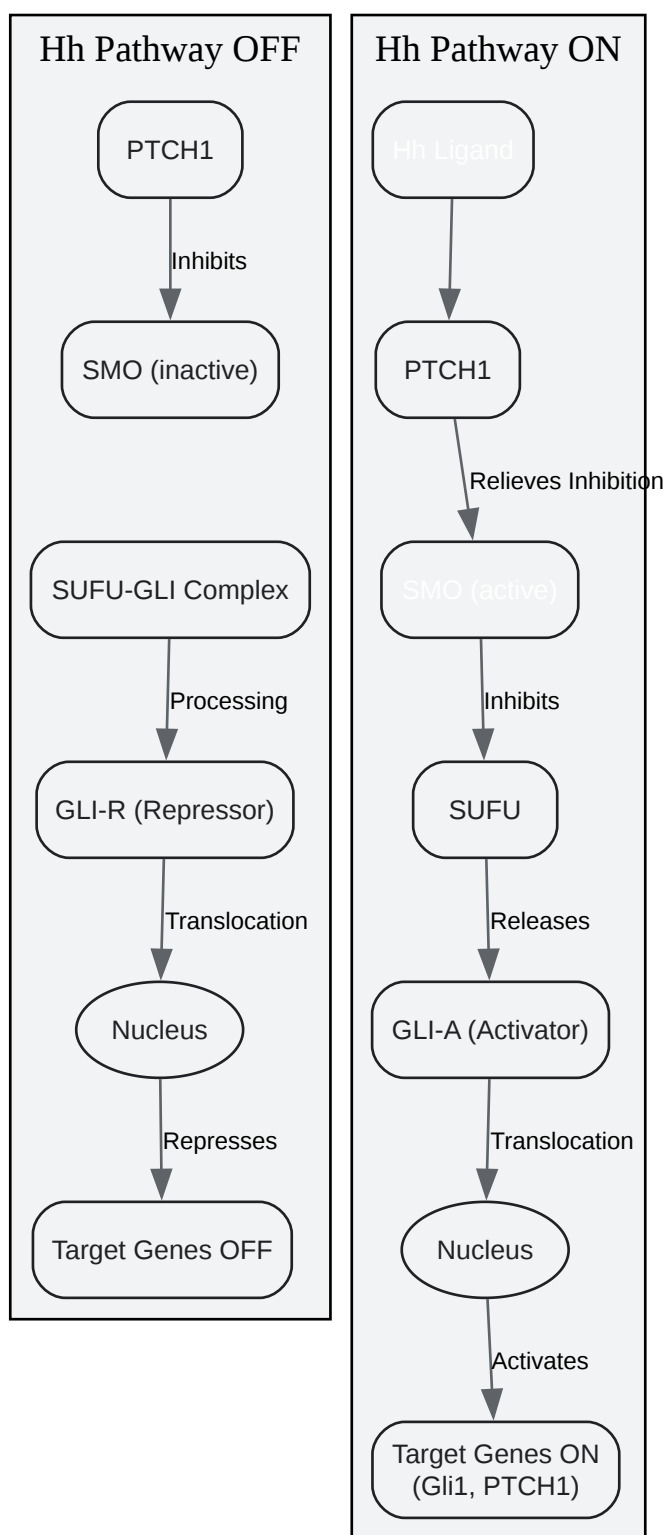 Hh Pathway OFF
PTCH1
Inhibits
SMO (inactive)
SUFU-GLI Complex
Processing
GLI-R (Repressor)
Translocation
Nucleus
Represses
Target Genes OFF
Hh Pathway ON
Hh Ligand
PTCH1
Relieves Inhibition
SMO (active)
Inhibits
SUFU
Releases
GLI-A (Activator)
Translocation
Nucleus
Activates
Target Genes ON
(Gli1, PTCH1)